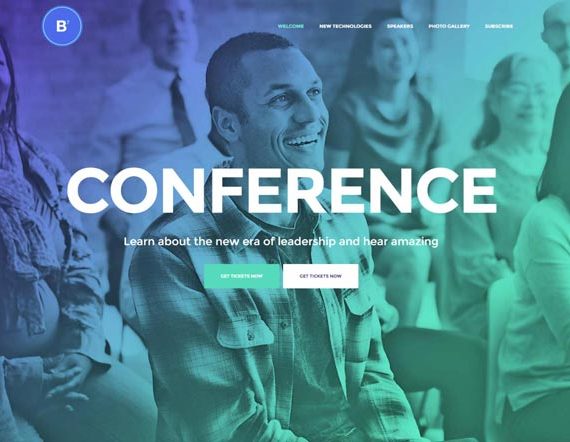 B
WELCOME NEW TECHNOLOGIES SPEAKERS PHOTO GALLERY SUBSCRIBE
CONFERENCE
Learn about the new era of leadership and hear amazing
GET TICKETS NOW GET TICKETS NOW